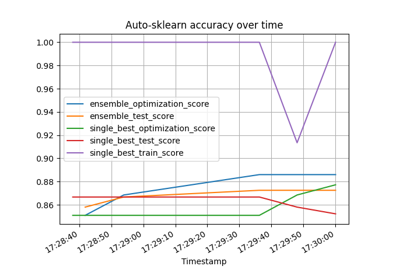 Auto-sklearn accuracy over time
1.00
0.98
0.96
0.94
0.92
0.90
0.88
0.86
ensemble_optimization_score
ensemble_test_score
single_best_optimization_score
single_best_test_score
single_best_train_score
17:28:40
17:28:50
17:29:00
17:29:10
17:29:20
17:29:30
17:29:40
17:29:50
17:30:00
Timestamp